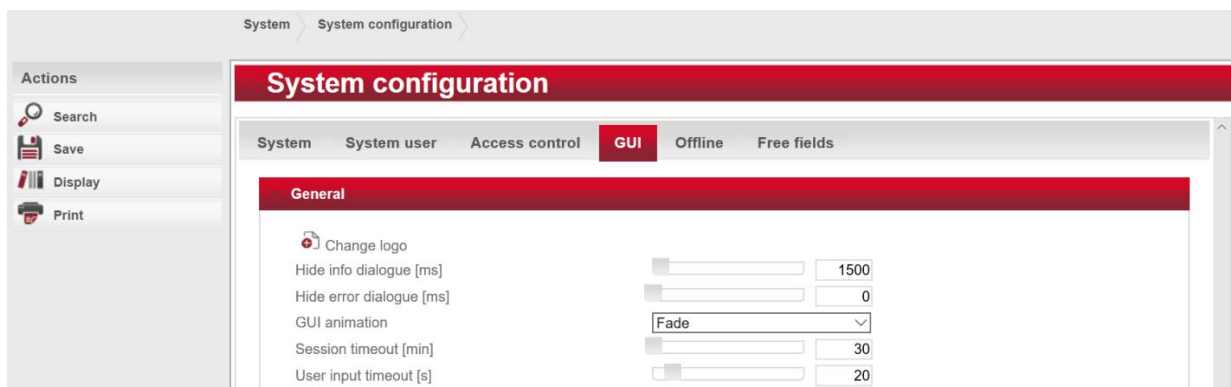 System System configuration
Actions
Search
Save
Display
Print
System configuration
System System user Access control GUI Offline Free fields
General
Change logo
Hide info dialogue [ms] 1500
Hide error dialogue [ms] 0
GUI animation Fade
Session timeout [min] 30
User input timeout [s] 20